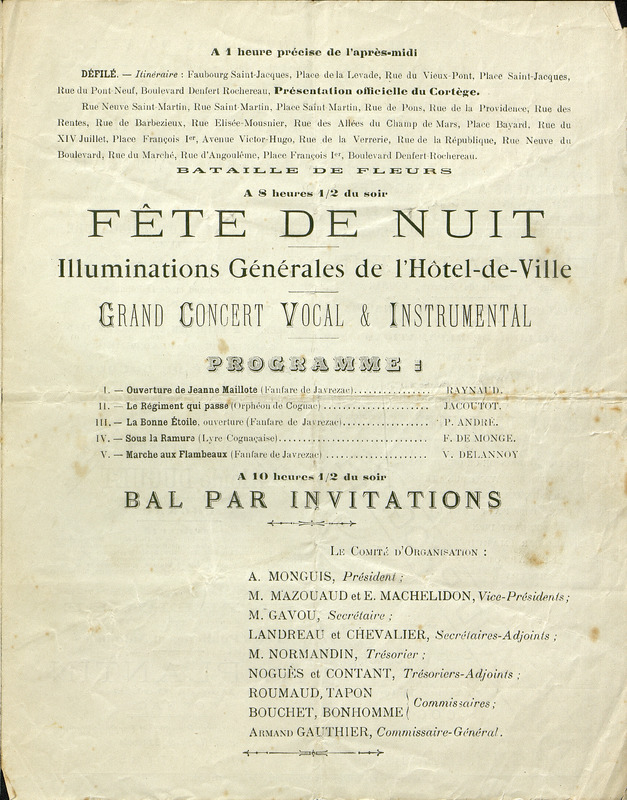 A 1 heure précise de l'après-midi
DÉFILÉ. — Itinéraire : Faubourg Saint-Jacques, Place de la Levade, Rue du Vieux-Pont, Place Saint-Jacques,
Rue du Pont-Neuf, Boulevard Denfert Rochereau, Présentation officielle du Cortège.
Rue Neuve Saint-Martin, Rue Saint-Martin, Place Saint Martin, Rue de Pons, Rue de la Providence, Rue des
Rentes, Rue de Barbezieux, Rue Elisée-Mousnier, Rue des Allées du Champ de Mars, Place Bayard, Rue du
XIV Juillet, Place François Ier, Avenue Victor-Hugo, Rue de la Verrerie, Rue de la République, Rue Neuve du
Boulevard, Rue du Marché, Rue d'Angoulême, Place François Ier, Boulevard Denfert-Rochereau.
BATAILLE DE FLEURS
A 8 heures 1/2 du soir
FÊTE DE NUIT
Illuminations Générales de l'Hôtel-de-Ville
GRAND CONCERT VOCAL & INSTRUMENTAL
PROGRAMME :
I. — Ouverture de Jeanne Maillote (Fanfare de Javrezac)................ RAYNAUD.
II. — Le Régiment qui passe (Orphéon de Cognac)...................... JACOUTOT.
III. — La Bonne Étoile, ouverture (Fanfare de Javrezac)................. P. ANDRÉ.
IV. — Sous la Ramure (Lyre Cognaçaise)............................... F. DE MONGE.
V. — Marche aux Flambeaux (Fanfare de Javrezac)..................... V. DELANNOY
A 10 heures 1/2 du soir
BAL PAR INVITATIONS
LE COMITÉ D'ORGANISATION :
A. MONGUIS, Président ;
M. MAZOUAUD et E. MACHELIDON, Vice-Présidents ;
M. GAVOU, Secrétaire ;
LANDREAU et CHEVALIER, Secrétaires-Adjoints ;
M. NORMANDIN, Trésorier ;
NOGUÈS et CONTANT, Trésoriers-Adjoints ;
ROUMAUD, TAPON
Commissaires ;
BOUCHET, BONHOMME
ARMAND GAUTHIER, Commissaire-Général.